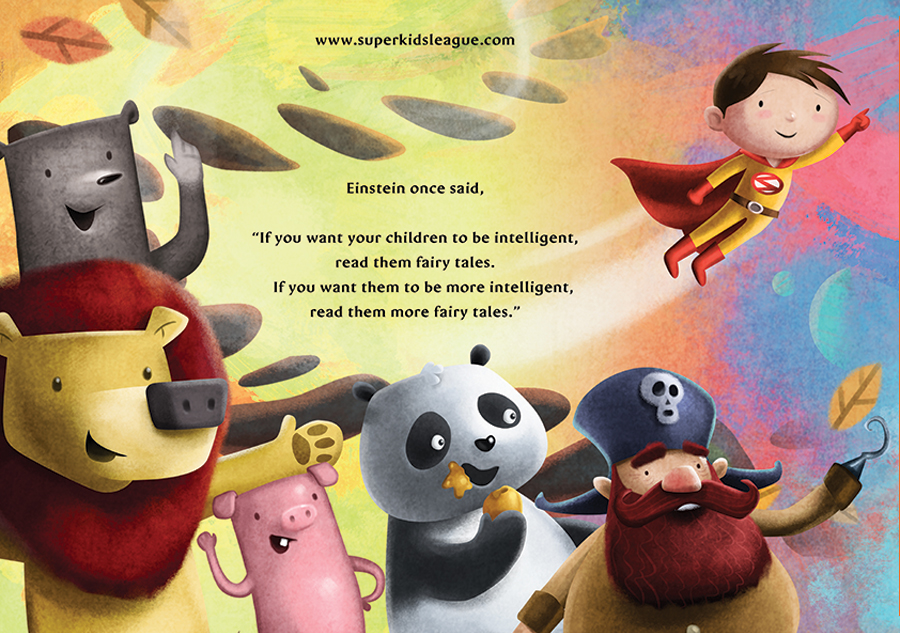 www.superkidsleague.com
Einstein once said,
“If you want your children to be intelligent,
read them fairy tales.
If you want them to be more intelligent,
read them more fairy tales.”